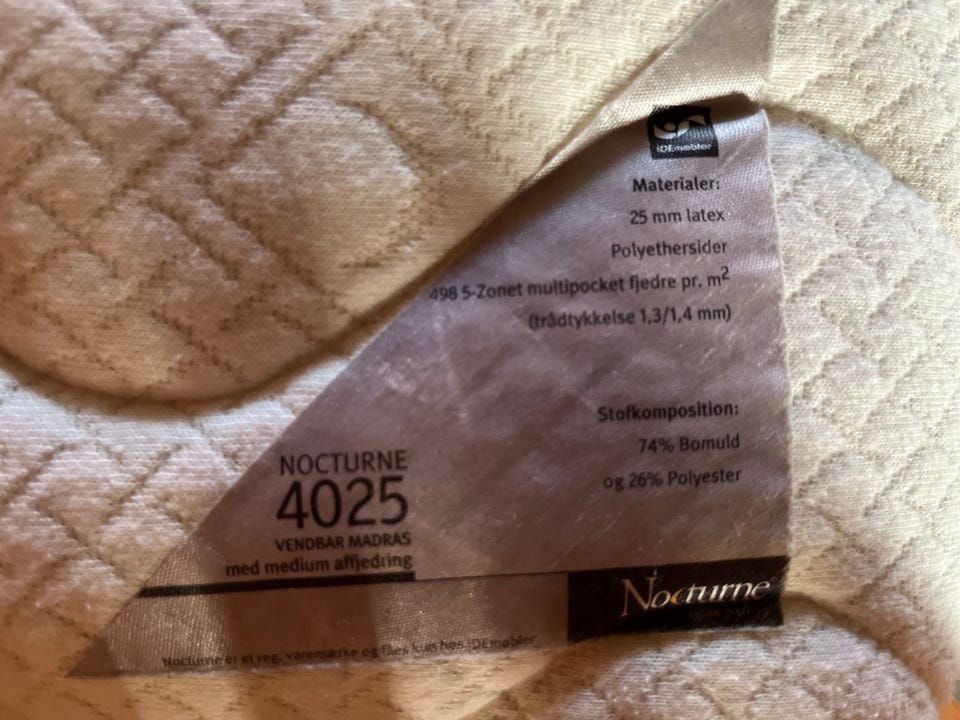 iDEmøbler
Materialer:
25 mm latex
Polyethersider
498 5-Zonet multipocket fjedre pr. m²
(trådtykkelse 1,3/1,4 mm)
Stofkomposition:
74% Bomuld
og 26% Polyester
NOCTURNE
4025
VENDBAR MADRAS
med medium affjedring
Nocturne
Nocturne er et reg. varemærke og fåes kun hos iDEmøbler